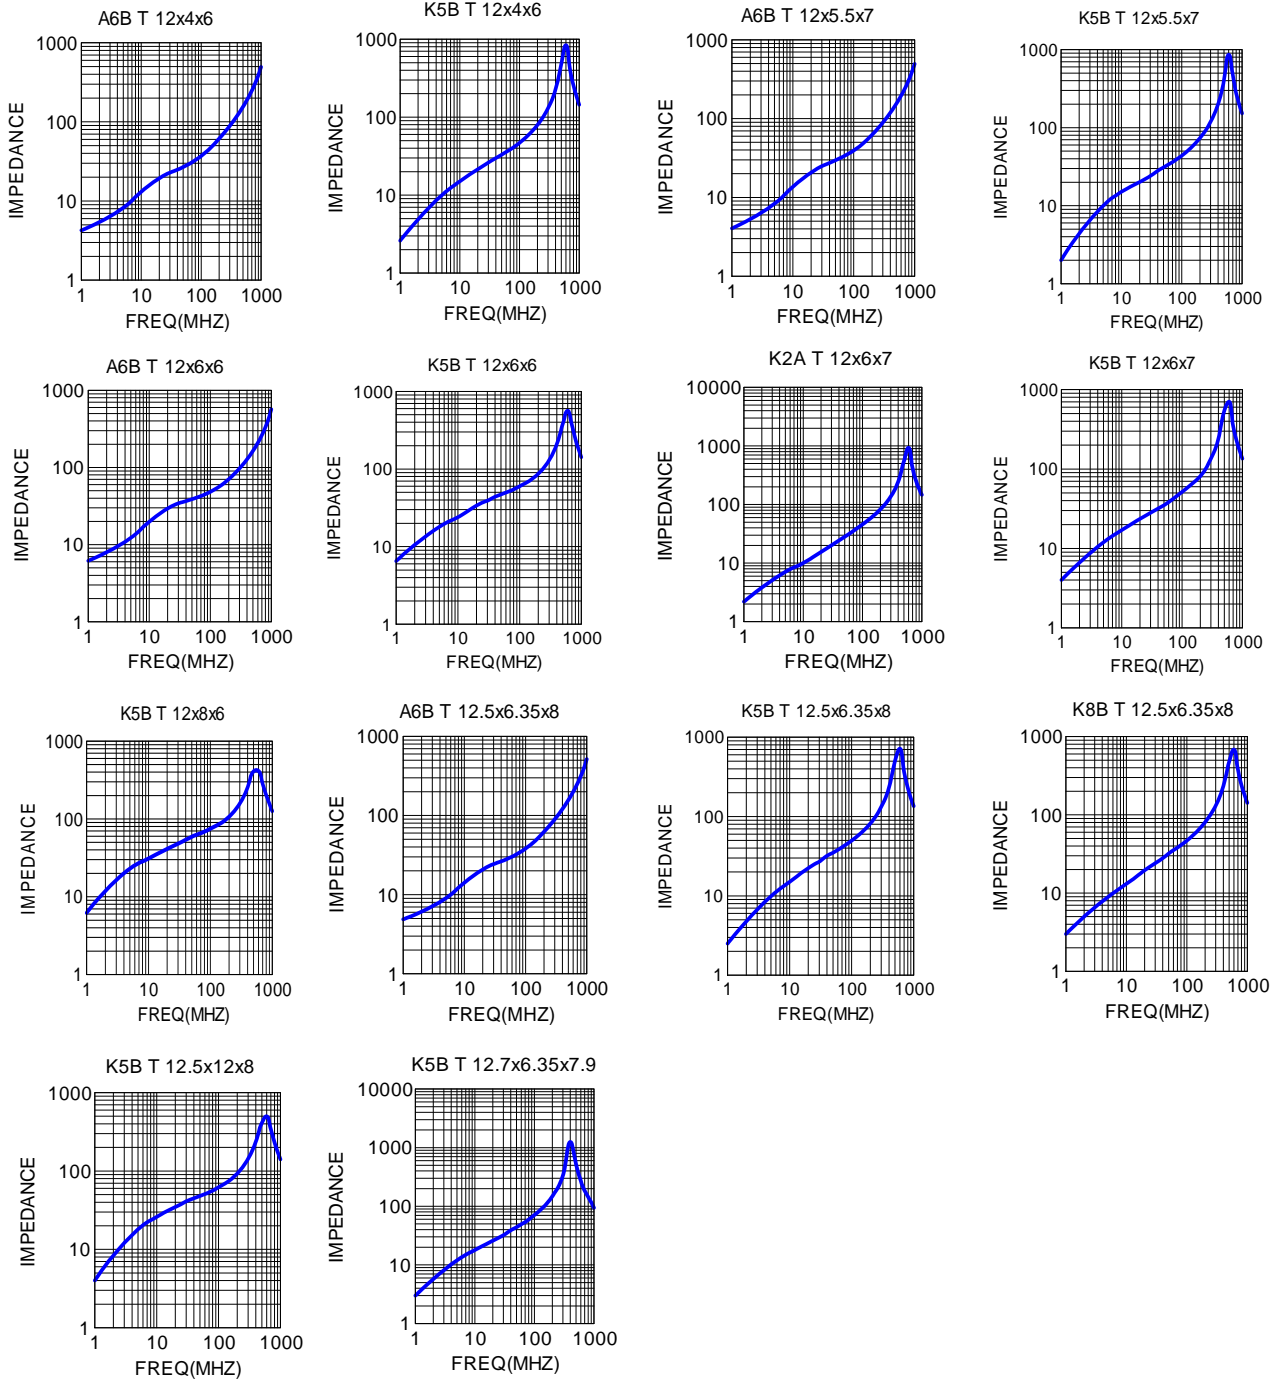 A6B T 12x4x6
1000
100
10
1
1 10 100 1000
IMPEDANCE
FREQ(MHZ)
K5B T 12x4x6
1000
100
10
1
1 10 100 1000
IMPEDANCE
FREQ(MHZ)
A6B T 12x5.5x7
1000
100
10
1
1 10 100 1000
IMPEDANCE
FREQ(MHZ)
K5B T 12x5.5x7
1000
100
10
1
1 10 100 1000
IMPEDANCE
FREQ(MHZ)
A6B T 12x6x6
1000
100
10
1
1 10 100 1000
IMPEDANCE
FREQ(MHZ)
K5B T 12x6x6
1000
100
10
1
1 10 100 1000
IMPEDANCE
FREQ(MHZ)
K2A T 12x6x7
10000
1000
100
10
1
1 10 100 1000
IMPEDANCE
FREQ(MHZ)
K5B T 12x6x7
1000
100
10
1
1 10 100 1000
IMPEDANCE
FREQ(MHZ)
K5B T 12x8x6
1000
100
10
1
1 10 100 1000
IMPEDANCE
FREQ(MHZ)
A6B T 12.5x6.35x8
1000
100
10
1
1 10 100 1000
IMPEDANCE
FREQ(MHZ)
K5B T 12.5x6.35x8
1000
100
10
1
1 10 100 1000
IMPEDANCE
FREQ(MHZ)
K8B T 12.5x6.35x8
1000
100
10
1
1 10 100 1000
IMPEDANCE
FREQ(MHZ)
K5B T 12.5x12x8
1000
100
10
1
1 10 100 1000
IMPEDANCE
FREQ(MHZ)
K5B T 12.7x6.35x7.9
10000
1000
100
10
1
1 10 100 1000
IMPEDANCE
FREQ(MHZ)